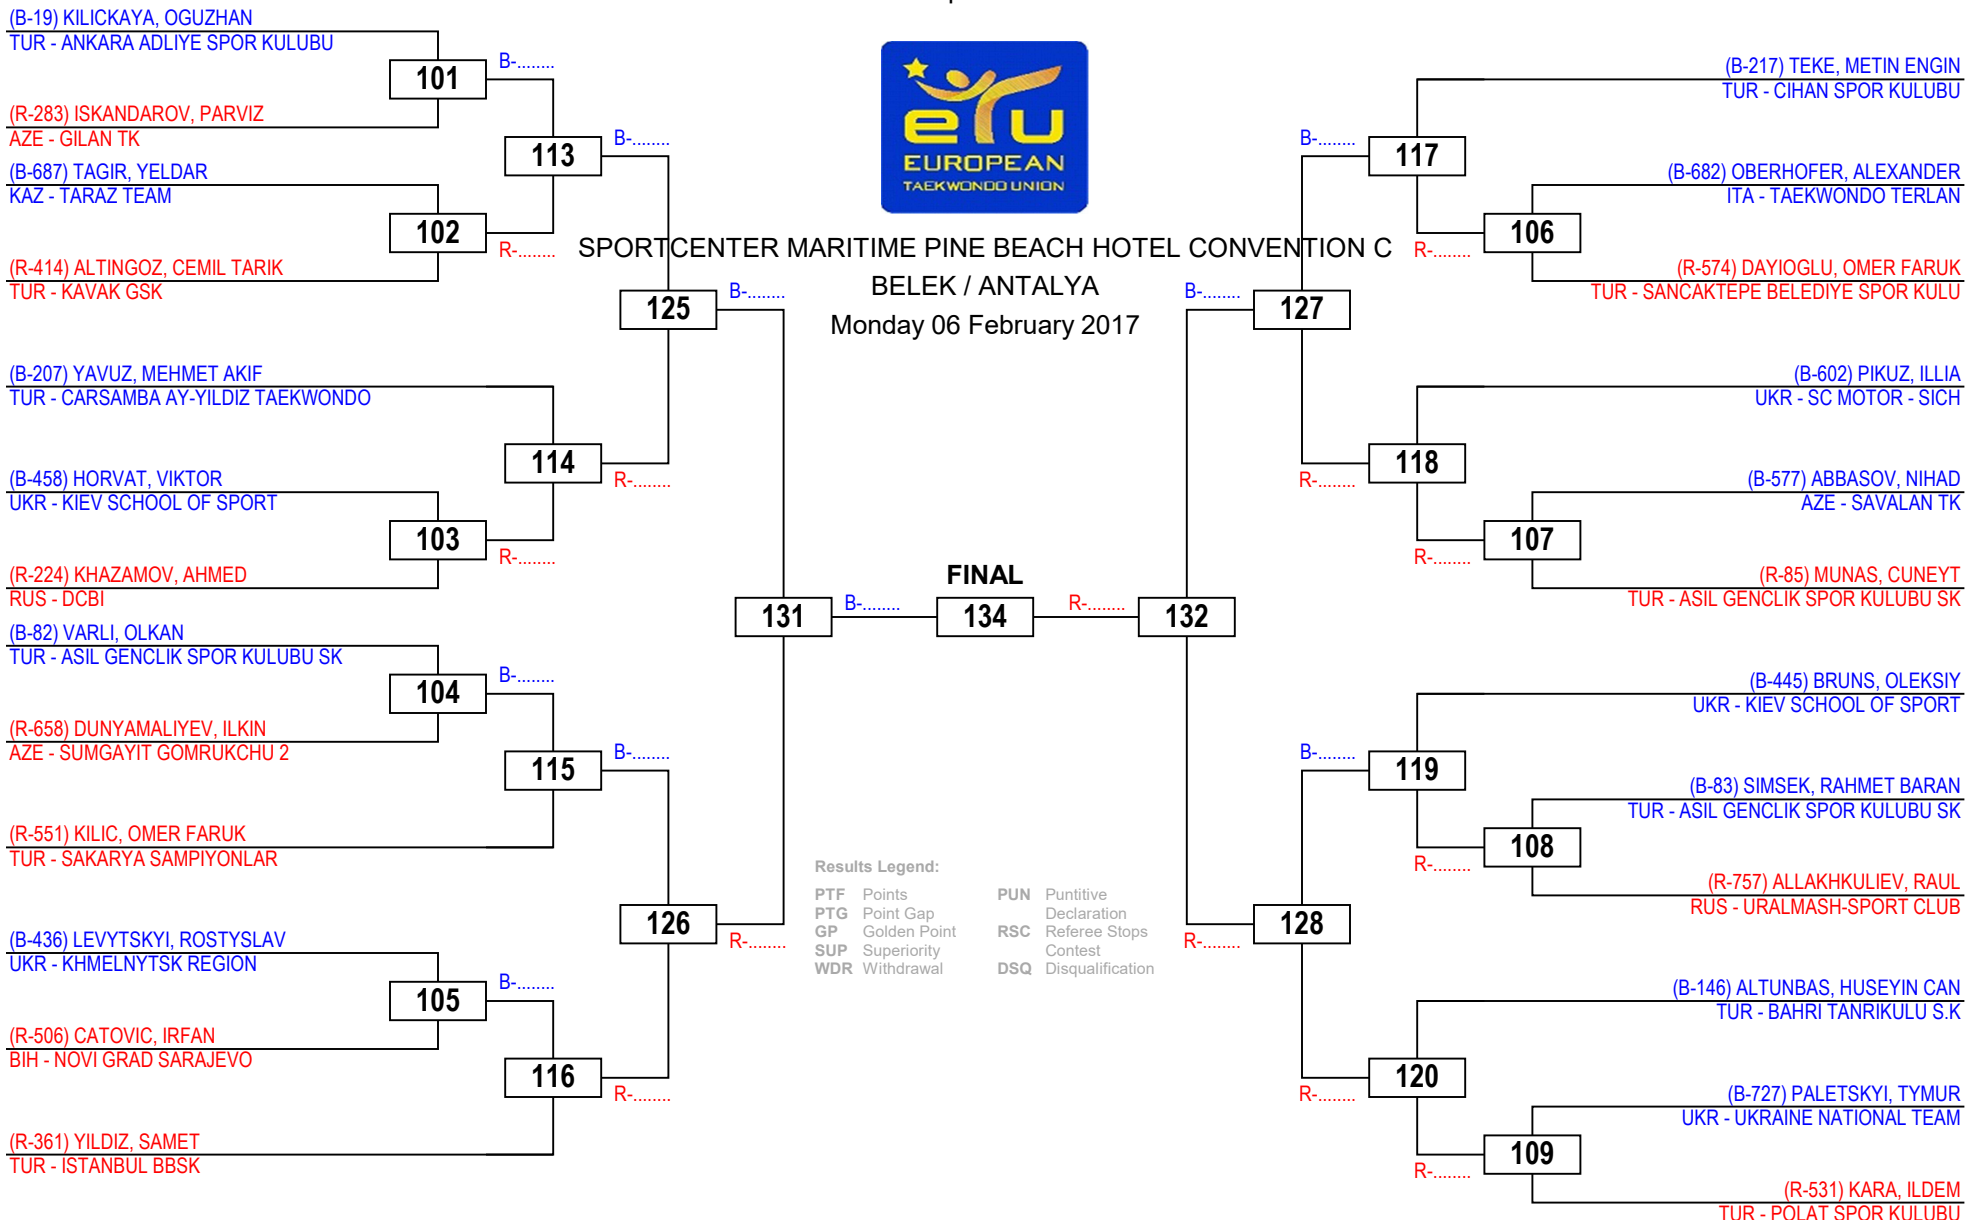 (B-19) KILICKAYA, OGUZHAN
TUR - ANKARA ADLIYE SPOR KULUBU
101
B-........
(R-283) ISKANDAROV, PARVIZ
AZE - GILAN TK
113
B-........
(B-687) TAGIR, YELDAR
KAZ - TARAZ TEAM
102
R-........
(R-414) ALTINGOZ, CEMIL TARIK
TUR - KAVAK GSK
125
B-........
(B-207) YAVUZ, MEHMET AKIF
TUR - CARSAMBA AY-YILDIZ TAEKWONDO
114
R-........
(B-458) HORVAT, VIKTOR
UKR - KIEV SCHOOL OF SPORT
103
R-........
(R-224) KHAZAMOV, AHMED
RUS - DCBI
131
B-........
(B-82) VARLI, OLKAN
TUR - ASIL GENCLIK SPOR KULUBU SK
104
B-........
(R-658) DUNYAMALIYEV, ILKIN
AZE - SUMGAYIT GOMRUKCHU 2
115
B-........
(R-551) KILIC, OMER FARUK
TUR - SAKARYA SAMPIYONLAR
126
R-........
(B-436) LEVYTSKYI, ROSTYSLAV
UKR - KHMELNYTSK REGION
105
B-........
(R-506) CATOVIC, IRFAN
BIH - NOVI GRAD SARAJEVO
116
R-........
(R-361) YILDIZ, SAMET
TUR - ISTANBUL BBSK
eTU
EUROPEAN
TAEKWONDO UNION
SPORTCENTER MARITIME PINE BEACH HOTEL CONVENTION C
BELEK / ANTALYA
Monday 06 February 2017
FINAL
134
Results Legend:
PTF Points
PTG Point Gap
GP Golden Point
SUP Superiority
WDR Withdrawal
PUN Puntitive
Declaration
RSC Referee Stops
Contest
DSQ Disqualification
(B-217) TEKE, METIN ENGIN
TUR - CIHAN SPOR KULUBU
B-........
117
(B-682) OBERHOFER, ALEXANDER
ITA - TAEKWONDO TERLAN
R-........
106
(R-574) DAYIOGLU, OMER FARUK
TUR - SANCAKTEPE BELEDIYE SPOR KULU
B-........
127
(B-602) PIKUZ, ILLIA
UKR - SC MOTOR - SICH
R-........
118
(B-577) ABBASOV, NIHAD
AZE - SAVALAN TK
R-........
107
(R-85) MUNAS, CUNEYT
TUR - ASIL GENCLIK SPOR KULUBU SK
R-........
132
(B-445) BRUNS, OLEKSIY
UKR - KIEV SCHOOL OF SPORT
B-........
119
(B-83) SIMSEK, RAHMET BARAN
TUR - ASIL GENCLIK SPOR KULUBU SK
R-........
108
(R-757) ALLAKHKULIEV, RAUL
RUS - URALMASH-SPORT CLUB
R-........
128
(B-146) ALTUNBAS, HUSEYIN CAN
TUR - BAHRI TANRIKULU S.K
R-........
120
(B-727) PALETSKYI, TYMUR
UKR - UKRAINE NATIONAL TEAM
R-........
109
(R-531) KARA, ILDEM
TUR - POLAT SPOR KULUBU